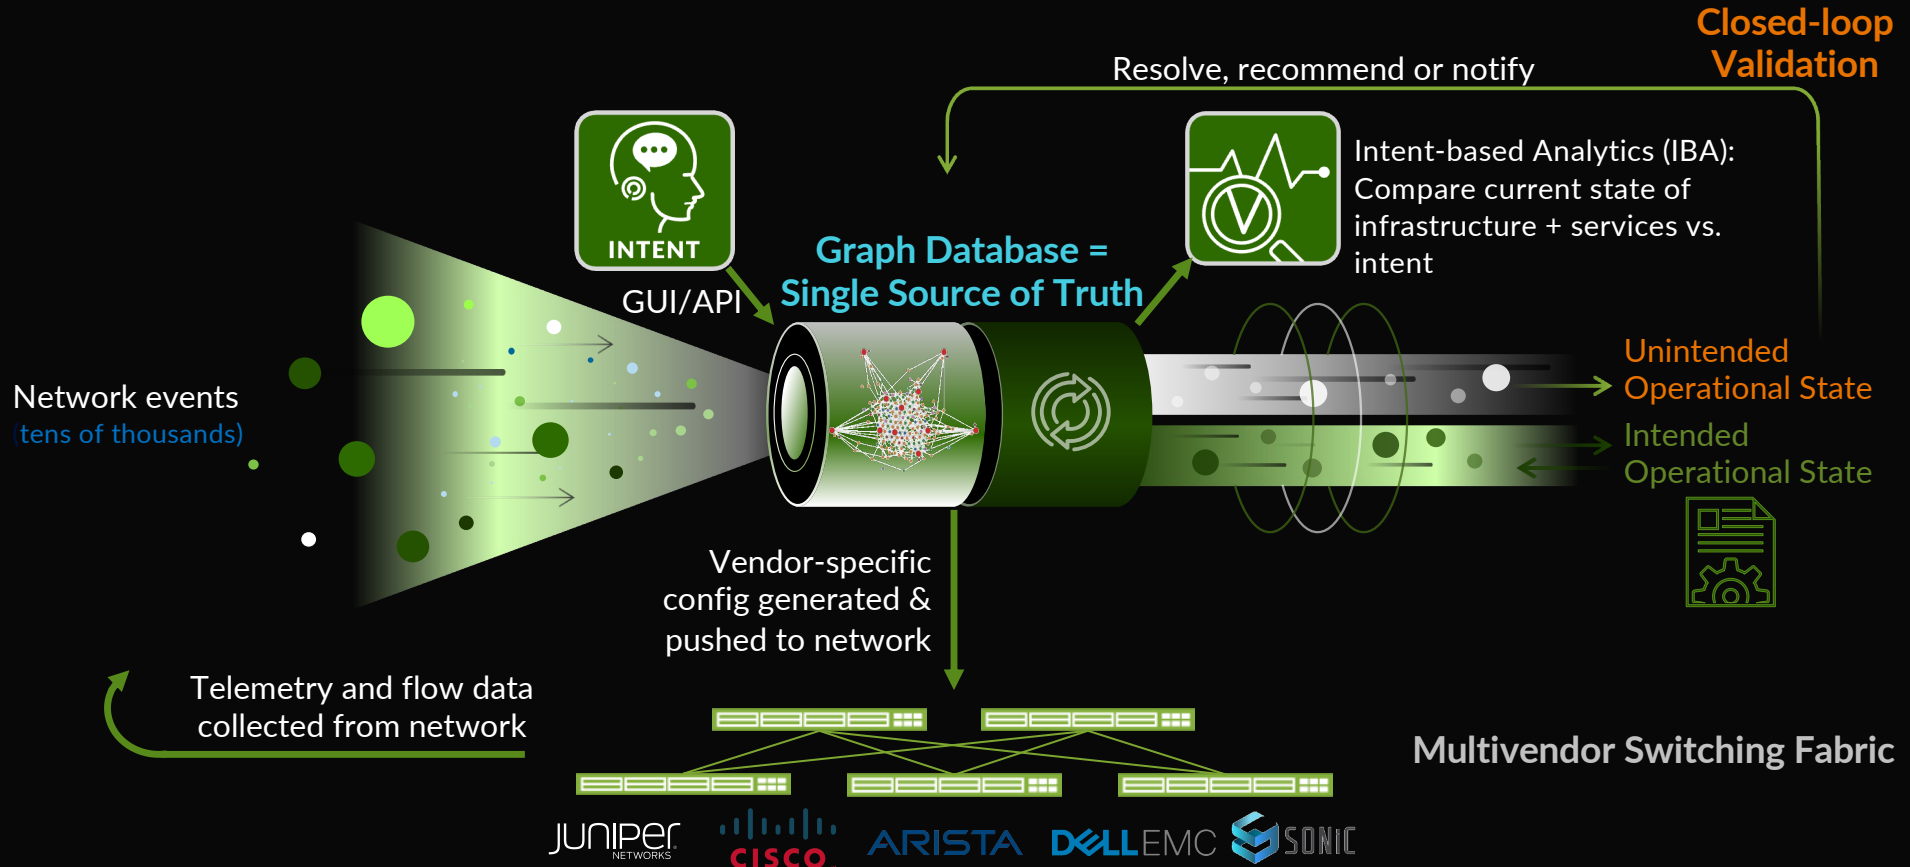 Closed-loop
Validation
Resolve, recommend or notify
INTENT
GUI/API
Graph Database =
Single Source of Truth
Intent-based Analytics (IBA):
Compare current state of
infrastructure + services vs.
intent
Network events
(tens of thousands)
Unintended
Operational State
Intended
Operational State
Vendor-specific
config generated &
pushed to network
Telemetry and flow data
collected from network
Multivendor Switching Fabric
JUNIPER
NETWORKS
CISCO
ARISTA
DELL EMC
SONiC